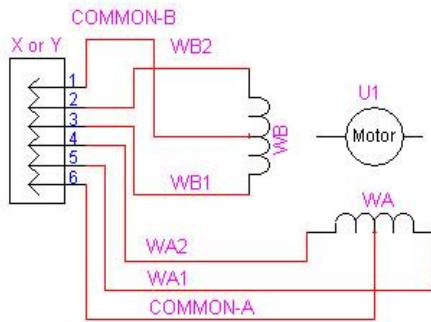 COMMON-B
X or Y
WB2
1
2
3
4
5
6
U1
Motor
WB
WB1
WA
WA2
WA1
COMMON-A